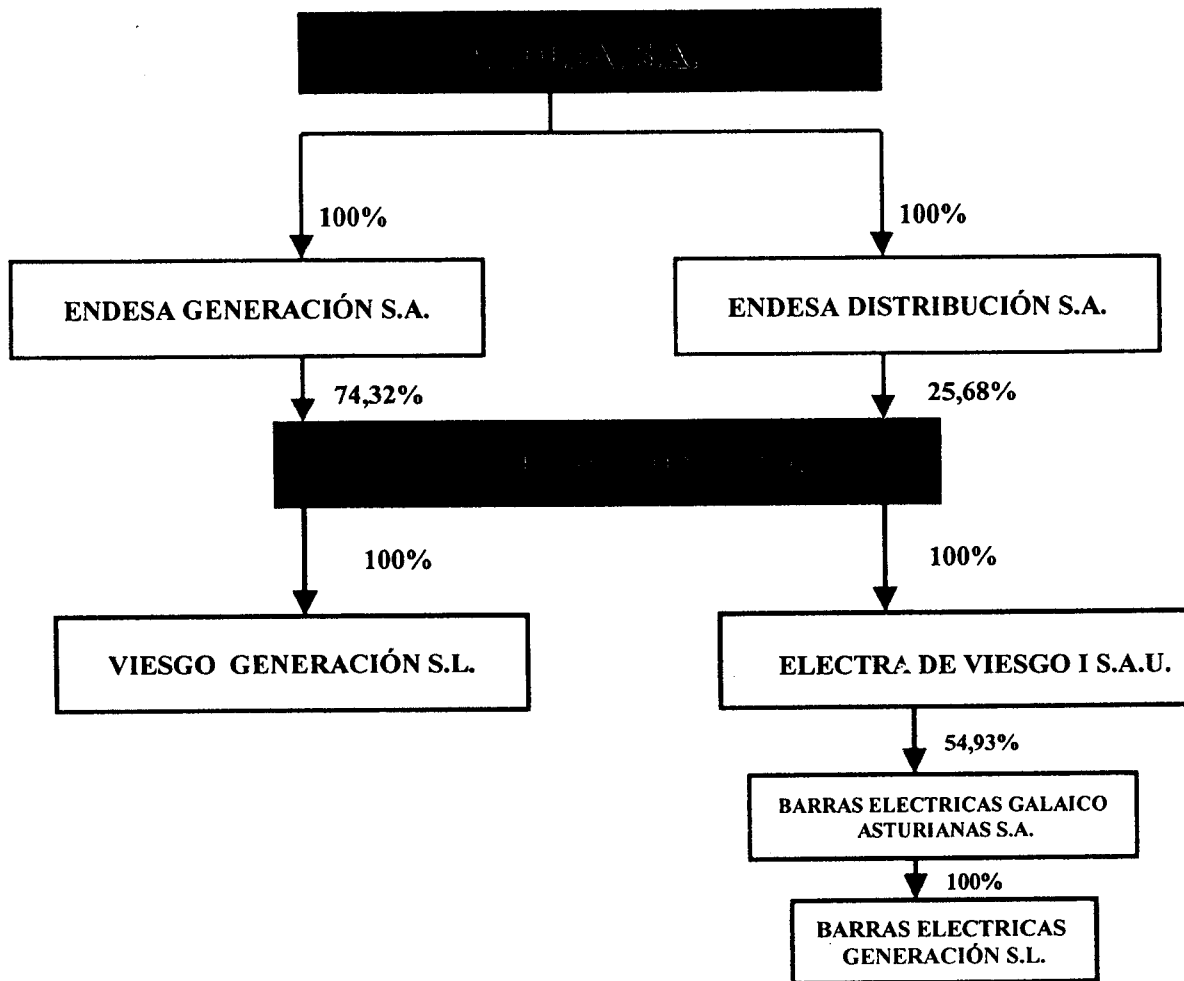 100%
100%
ENDESA GENERACIÓN S.A.
ENDESA DISTRIBUCIÓN S.A.
74,32%
25,68%
100%
100%
VIESGO GENERACIÓN S.L.
ELECTRA DE VIESGO I S.A.U.
54,93%
BARRAS ELECTRICAS GALAICO
ASTURIANAS S.A.
100%
BARRAS ELECTRICAS
GENERACIÓN S.L.